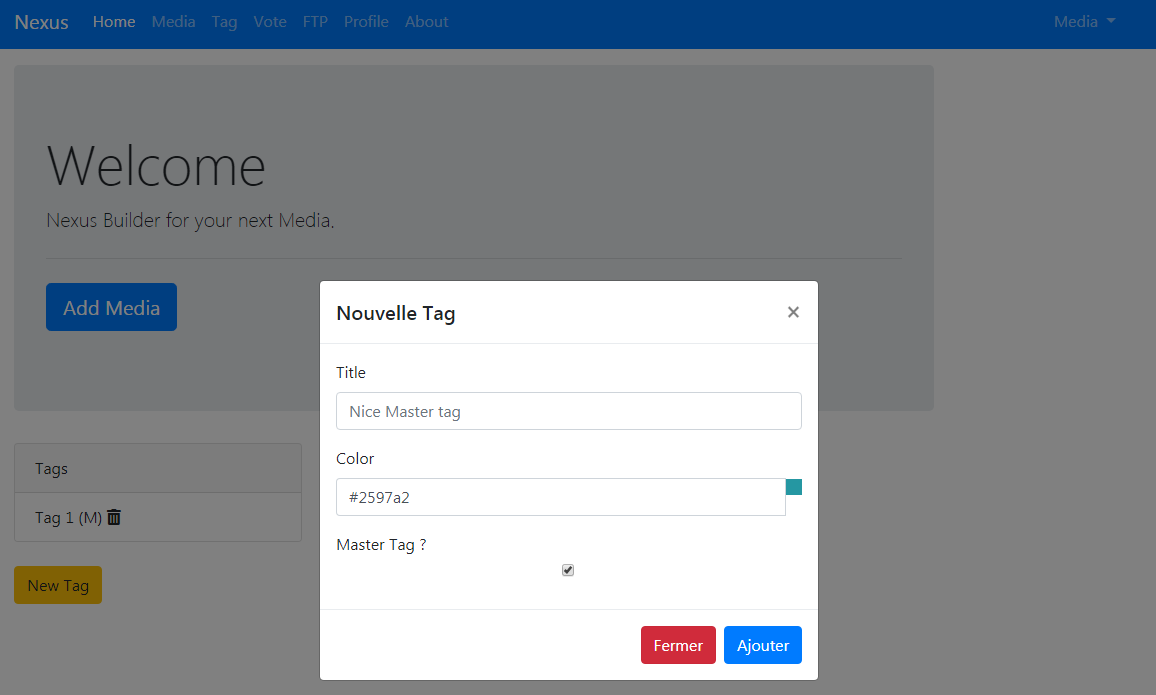 Nexus Home Media Tag Vote FTP Profile About Media
Welcome
Nexus Builder for your next Media.
Add Media
Nouvelle Tag ×
Title
Nice Master tag
Color
#2597a2
Master Tag ?
Fermer Ajouter
Tags
Tag 1 (M)
New Tag